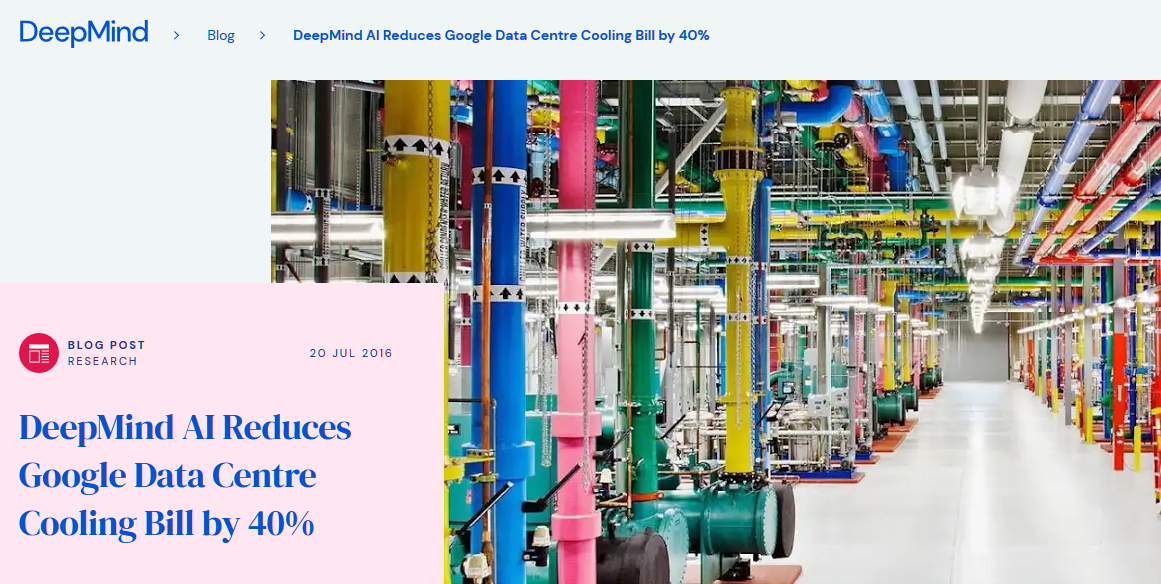 DeepMind > Blog > DeepMind AI Reduces Google Data Centre Cooling Bill by 40%
BLOG POST
RESEARCH
20 JUL 2016
DeepMind AI Reduces
Google Data Centre
Cooling Bill by 40%